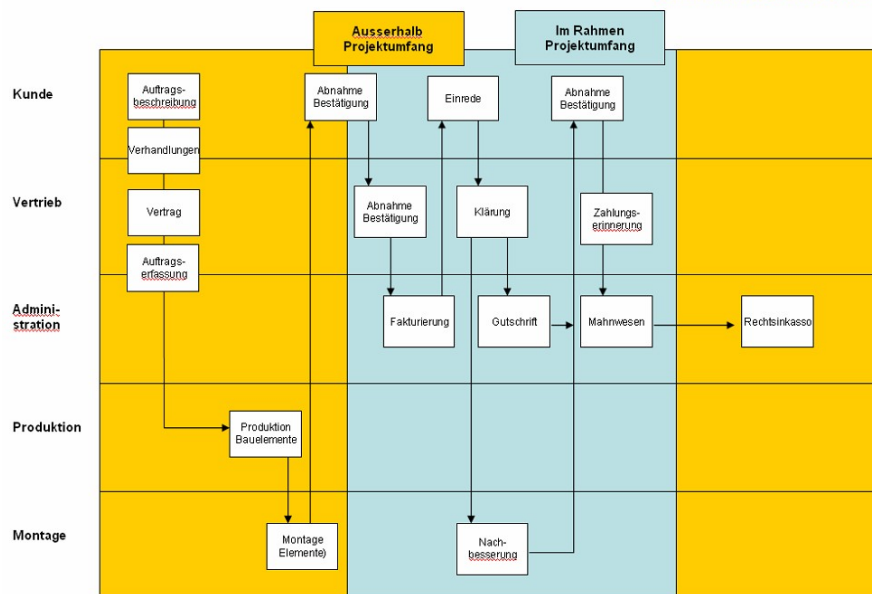 Ausserhalb
Projektumfang
Im Rahmen
Projektumfang
Kunde
Auftrags-
beschreibung
Abnahme
Bestätigung
Einrede
Abnahme
Bestätigung
Verhandlungen
Vertrieb
Vertrag
Abnahme
Bestätigung
Klärung
Zahlungs-
erinnerung
Auftrags-
erfassung
Admini-
stration
Fakturierung
Gutschrift
Mahnwesen
Rechtsinkasso
Produktion
Produktion
Bauelemente
Montage
Montage
Elemente)
Nach-
besserung